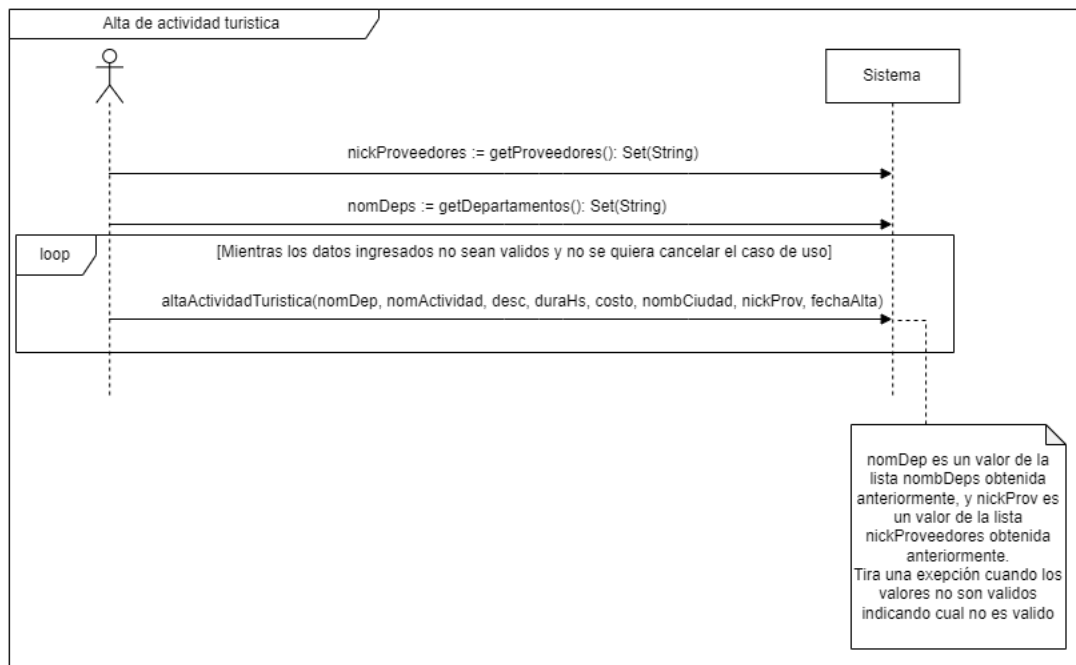 Alta de actividad turistica
Sistema
nickProveedores := getProveedores(): Set(String)
nomDeps := getDepartamentos(): Set(String)
loop
[Mientras los datos ingresados no sean validos y no se quiera cancelar el caso de uso]
altaActividadTuristica(nomDep, nomActividad, desc, duraHs, costo, nombCiudad, nickProv, fechaAlta)
nomDep es un valor de la
lista nombDeps obtenida
anteriormente, y nickProv es
un valor de la lista
nickProveedores obtenida
anteriormente.
Tira una exepción cuando los
valores no son validos
indicando cual no es valido